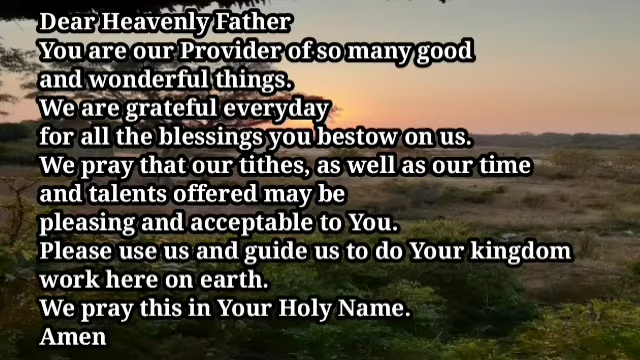 Dear Heavenly Father
You are our Provider of so many good
and wonderful things.
We are grateful everyday
for all the blessings you bestow on us.
We pray that our tithes, as well as our time
and talents offered may be
pleasing and acceptable to You.
Please use us and guide us to do Your kingdom
work here on earth.
We pray this in Your Holy Name.
Amen